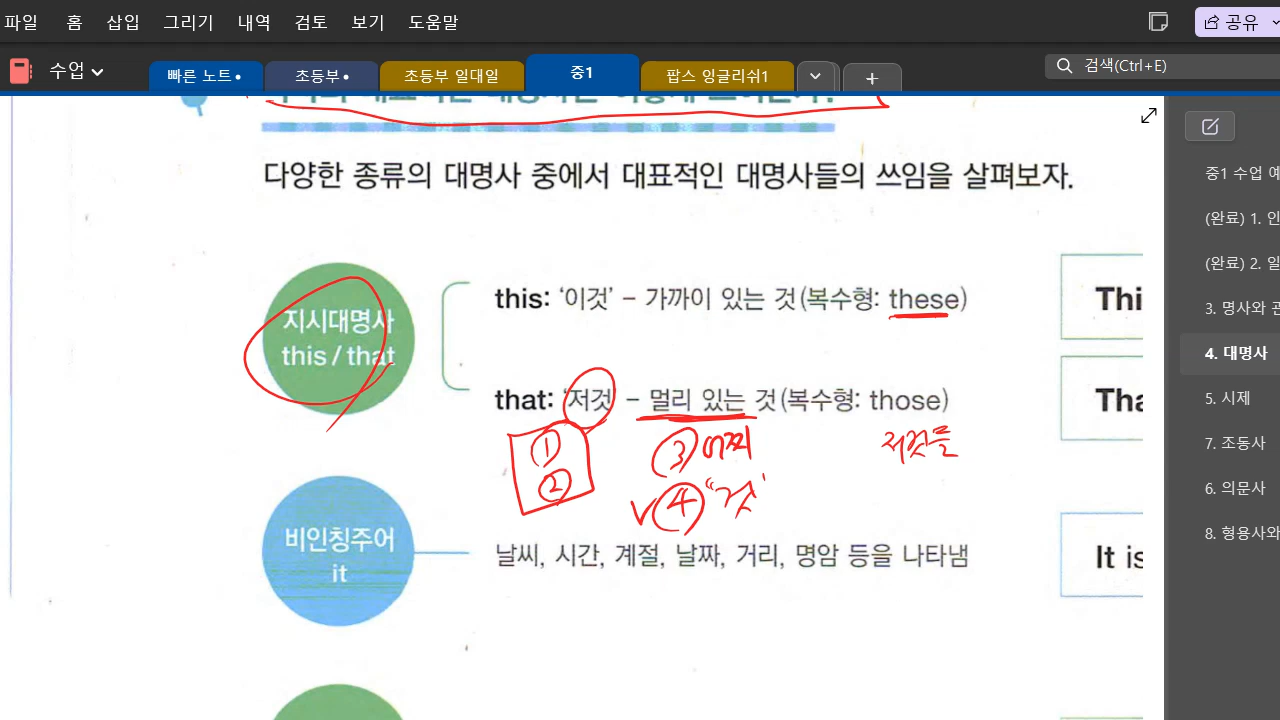 파일 홈 삽입 그리기 내역 검토 보기 도움말 공유
수업 빠른 노트• 초등부• 초등부 일대일 중1 팝스 잉글리쉬1 + 검색(Ctrl+E)
다양한 종류의 대명사 중에서 대표적인 대명사들의 쓰임을 살펴보자.
지시대명사
this / that
this: ‘이것’ – 가까이 있는 것(복수형: these)
Thi
that: ‘저것’ – 멀리 있는 것(복수형: those)
Tha
① ③ 저것들
② ④ “것’
비인칭주어
it
날씨, 시간, 계절, 날짜, 거리, 명암 등을 나타냄
It is
중1 수업 예
(완료) 1. 인
(완료) 2. 일
3. 명사와 관
4. 대명사
5. 시제
7. 조동사
6. 의문사
8. 형용사와